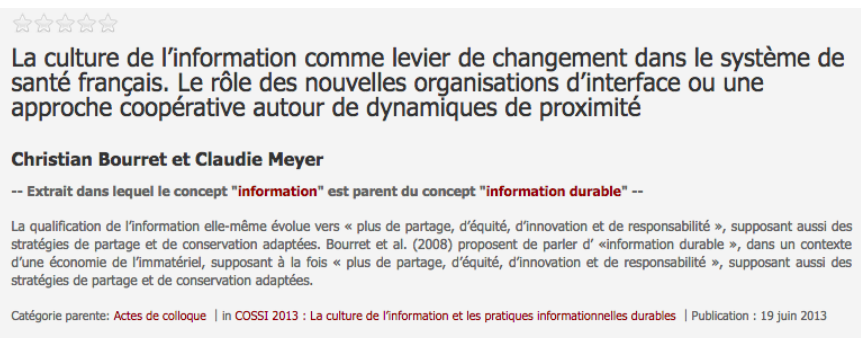 La culture de l'information comme levier de changement dans le système de
santé français. Le rôle des nouvelles organisations d'interface ou une
approche coopérative autour de dynamiques de proximité
Christian Bourret et Claudie Meyer
-- Extrait dans lequel le concept "information" est parent du concept "information durable" --
La qualification de l'information elle-même évolue vers « plus de partage, d'équité, d'innovation et de responsabilité », supposant aussi des
stratégies de partage et de conservation adaptées. Bourret et al. (2008) proposent de parler d' «information durable », dans un contexte
d'une économie de l'immatériel, supposant à la fois « plus de partage, d'équité, d'innovation et de responsabilité », supposant aussi des
stratégies de partage et de conservation adaptées.
Catégorie parente: Actes de colloque | in COSSI 2013 : La culture de l'information et les pratiques informationnelles durables | Publication : 19 juin 2013